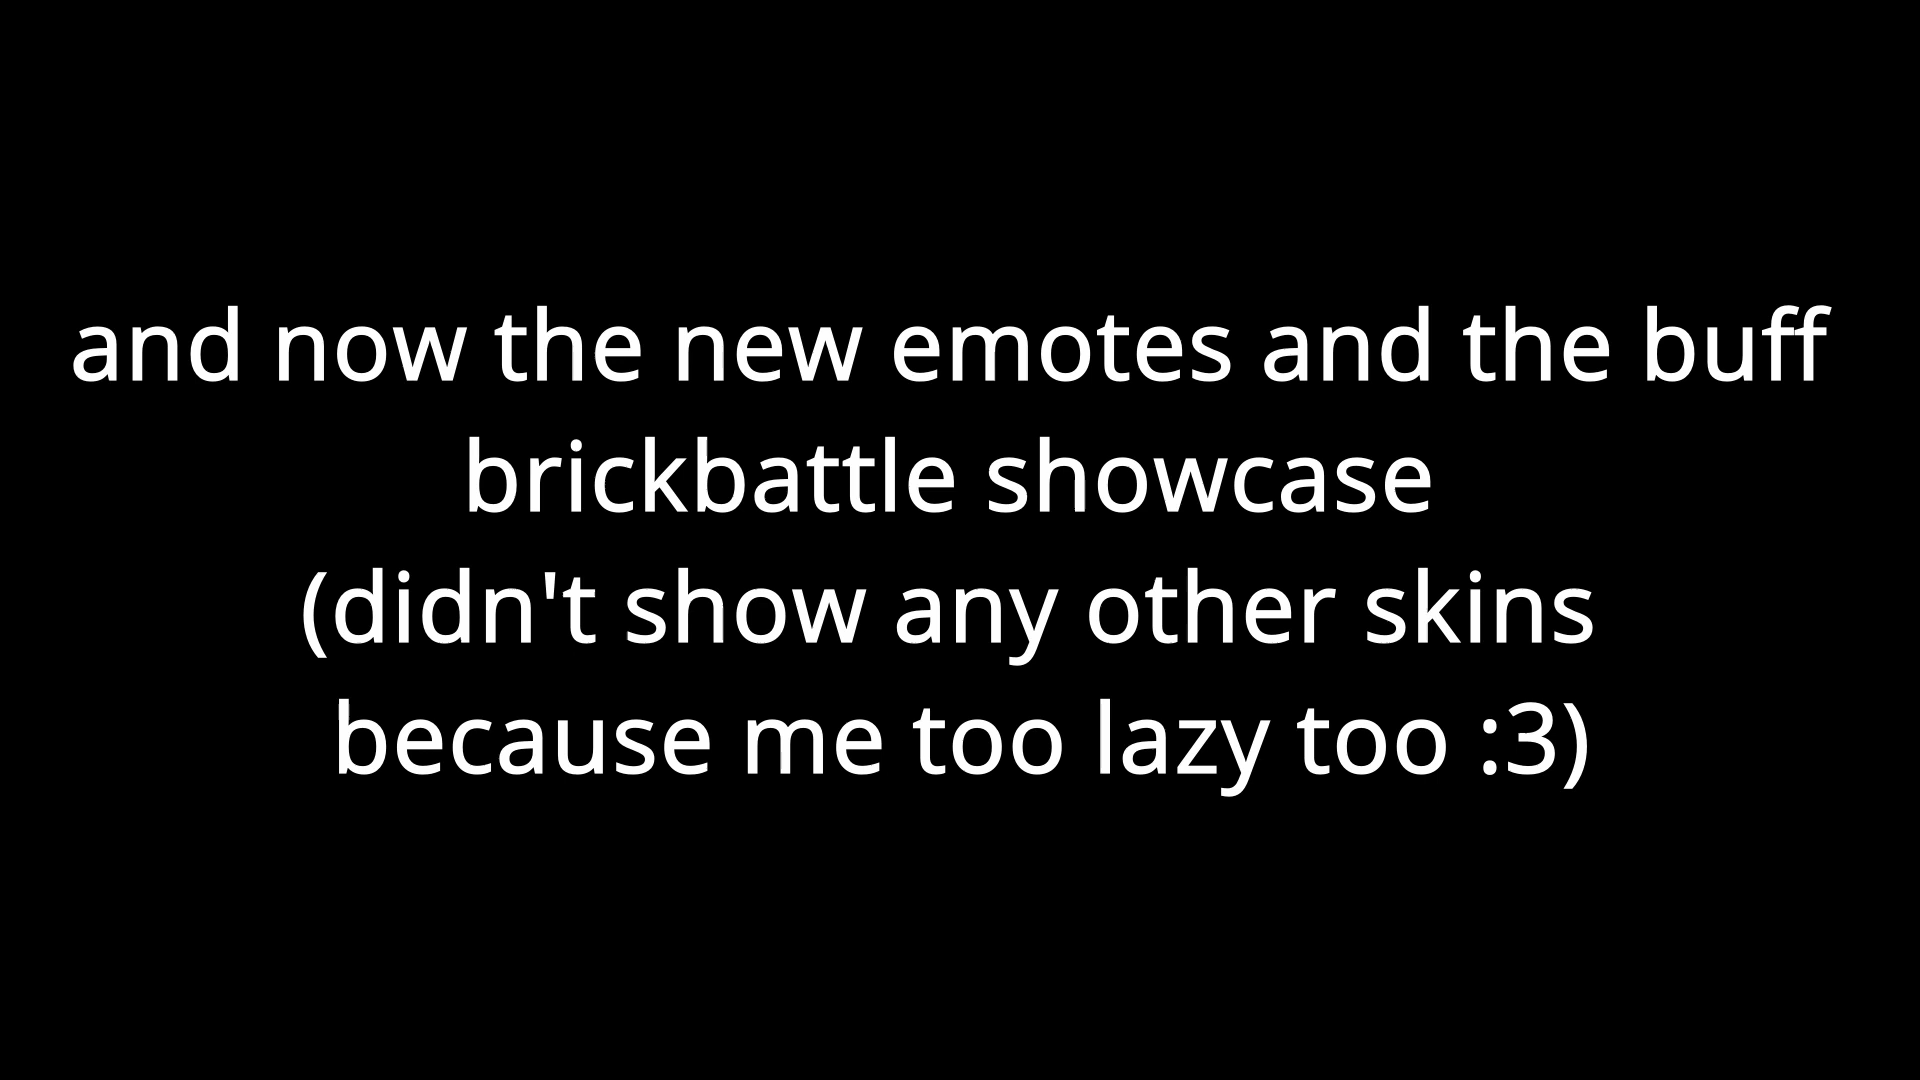 and now the new emotes and the buff
brickbattle showcase
(didn't show any other skins
because me too lazy too :3)